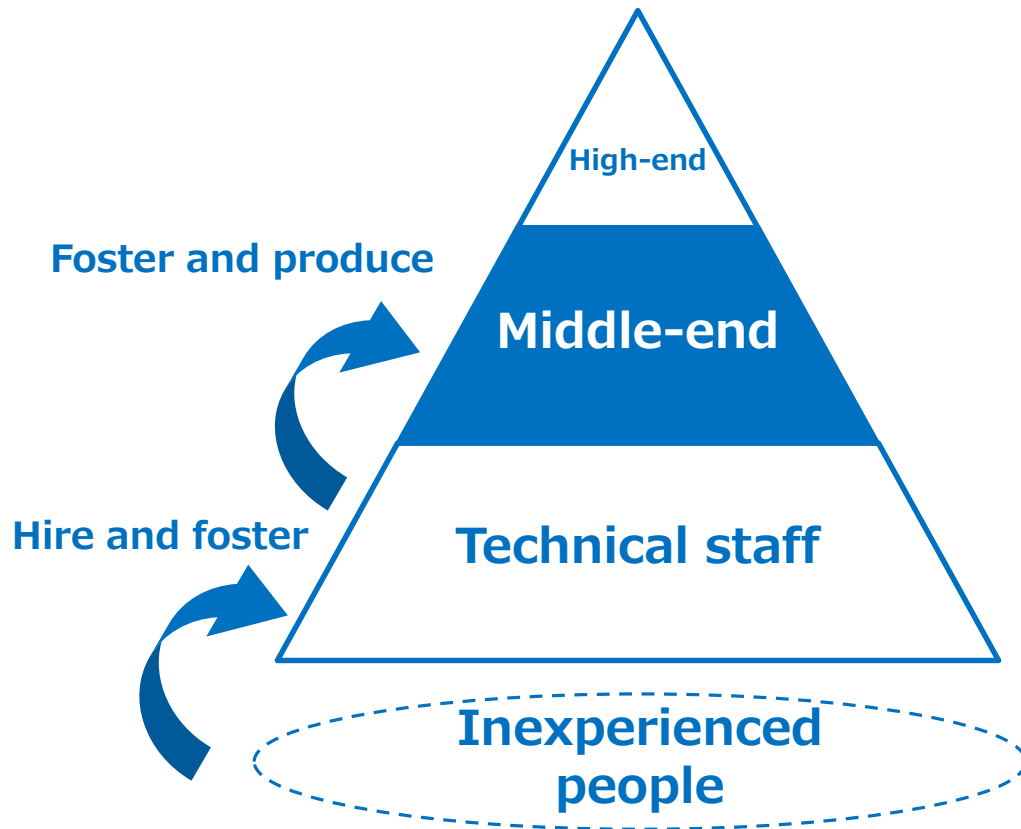 High-end
Foster and produce
Middle-end
Hire and foster
Technical staff
Inexperienced
people